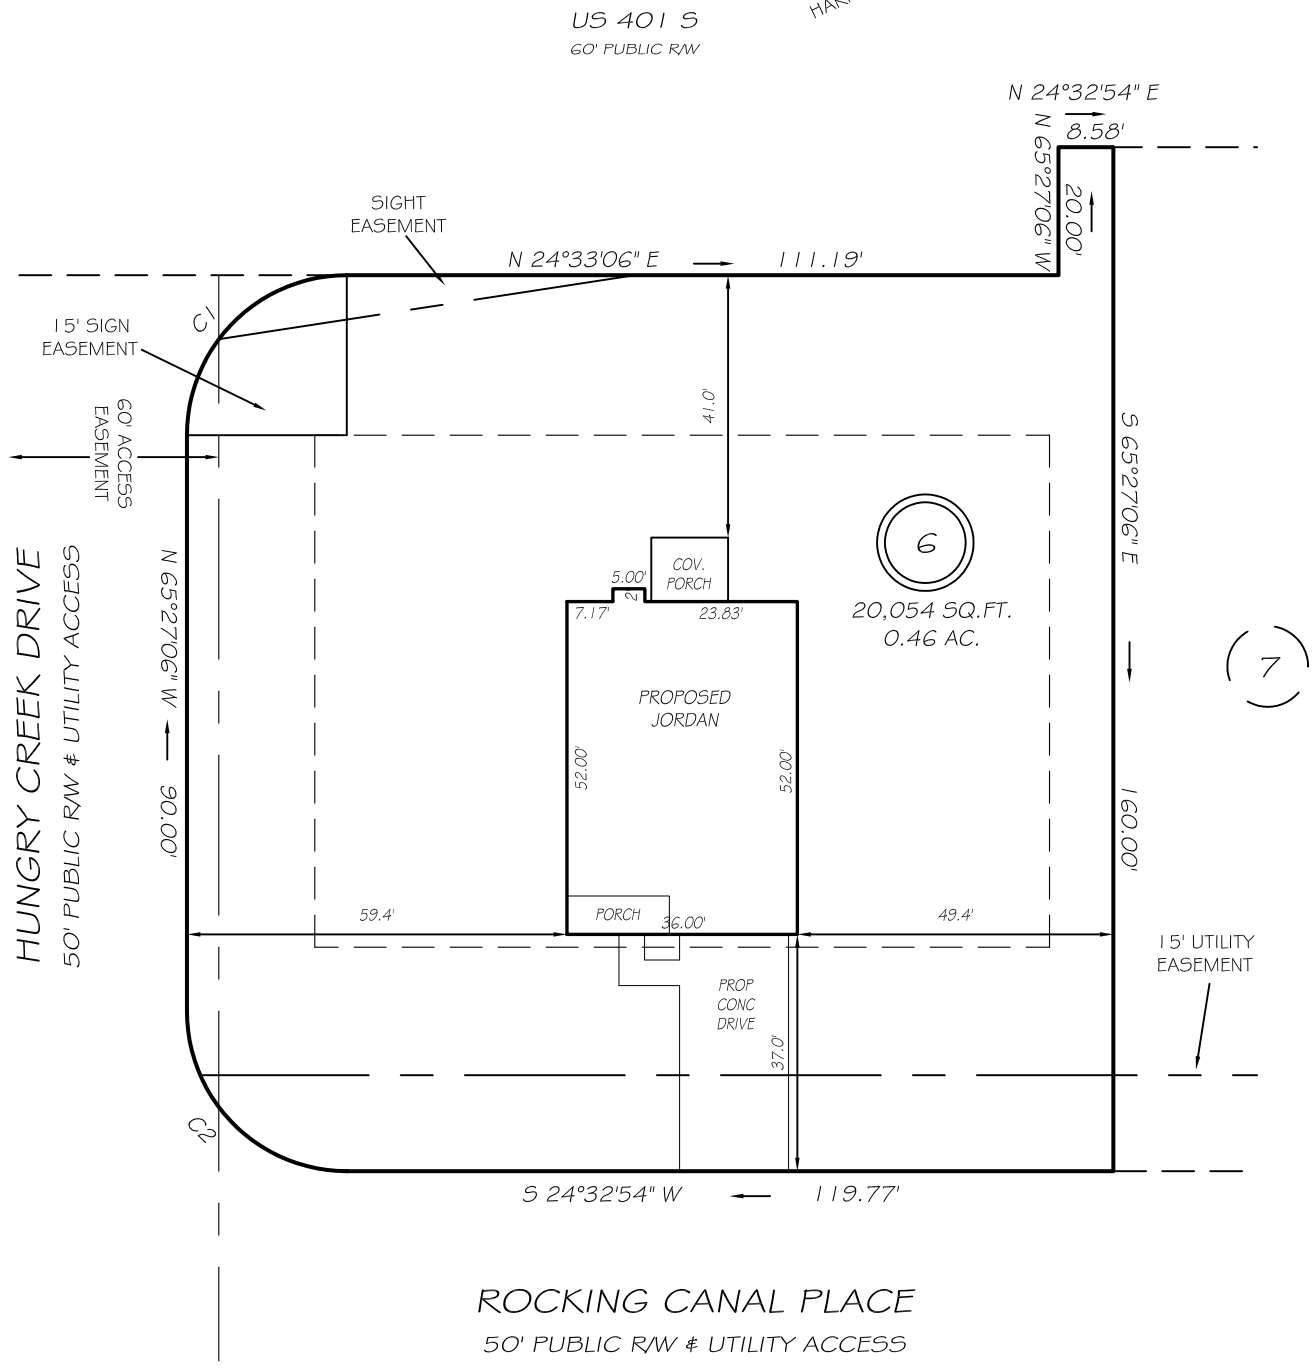 US 401 S
60' PUBLIC R/W
N 24°32'54" E
8.58'
N 65°27'06" W
20.00'
SIGHT
EASEMENT
N 24°33'06" E
111.19'
C1
15' SIGN
EASEMENT
60' ACCESS
EASEMENT
41.0'
S 65°27'06" E
160.00'
6
20,054 SQ.FT.
0.46 AC.
7
COV.
PORCH
5.00'
2'
7.17'
23.83'
PROPOSED
JORDAN
52.00'
52.00'
HUNGRY CREEK DRIVE
50' PUBLIC R/W & UTILITY ACCESS
N 65°27'06" W
90.00'
59.4'
PORCH
36.00'
49.4'
15' UTILITY
EASEMENT
PROP
CONC
DRIVE
37.0'
C2
S 24°32'54" W
119.77'
ROCKING CANAL PLACE
50' PUBLIC R/W & UTILITY ACCESS